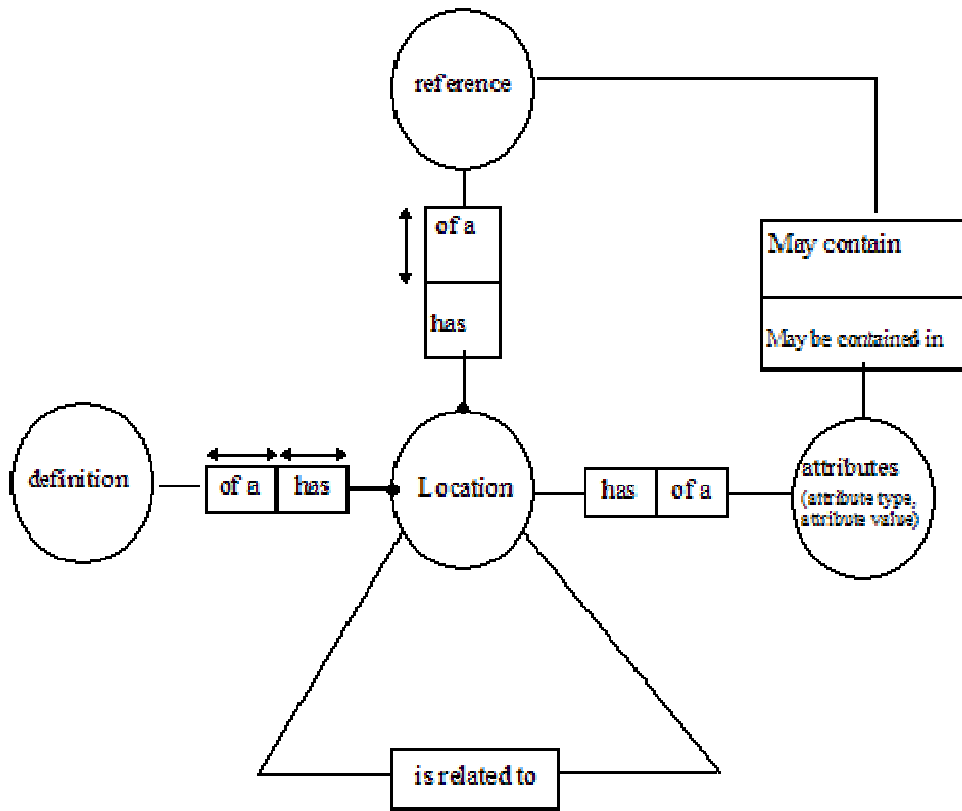 reference
of a
has
May contain
May be contained in
definition
of a has
Location
has of a
attributes
(attribute type,
attribute value)
is related to